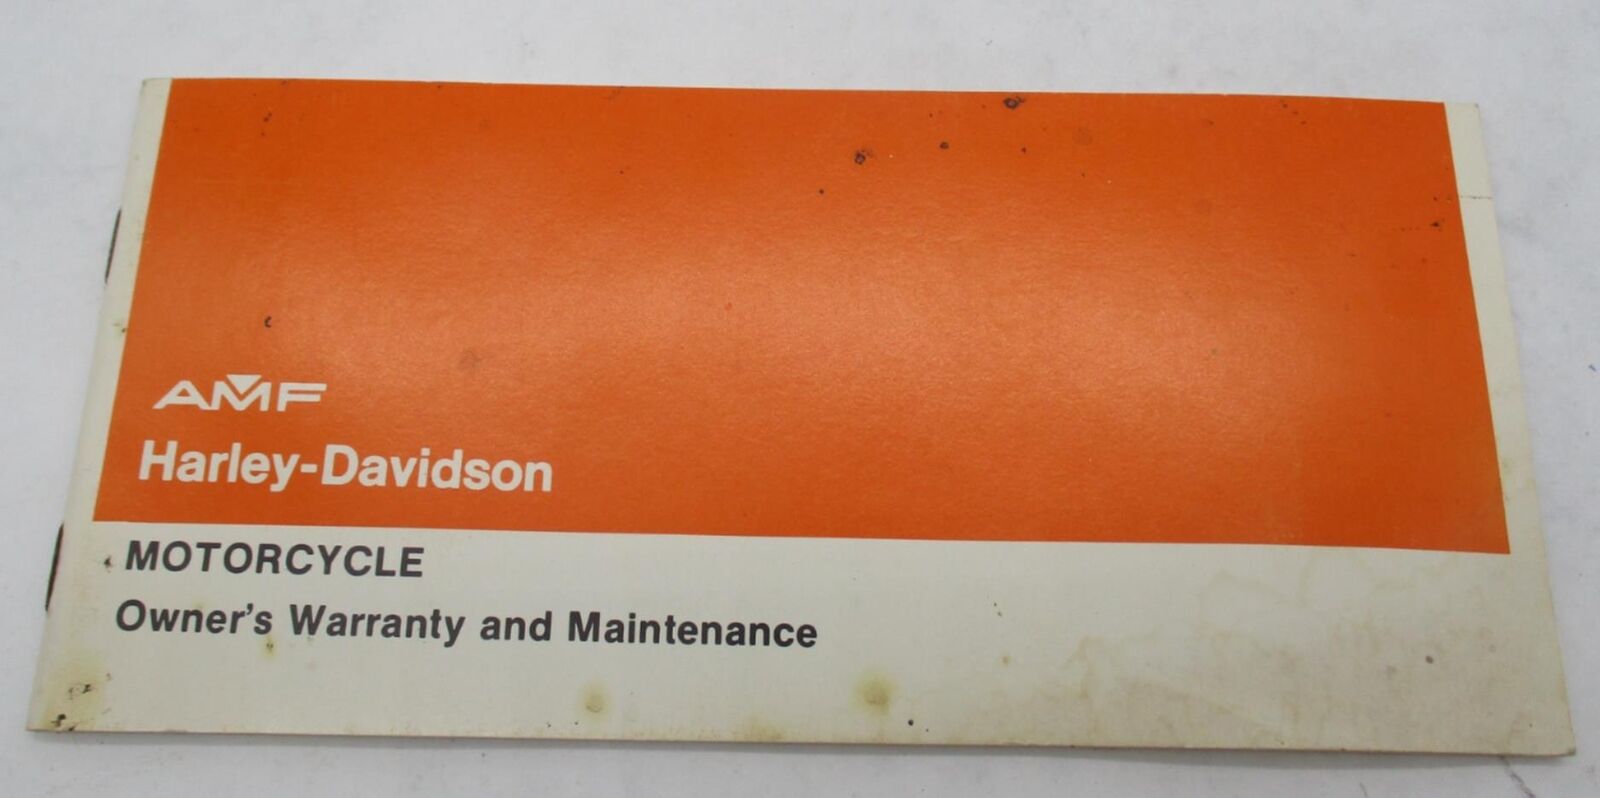 AMF
Harley-Davidson
MOTORCYCLE
Owner's Warranty and Maintenance